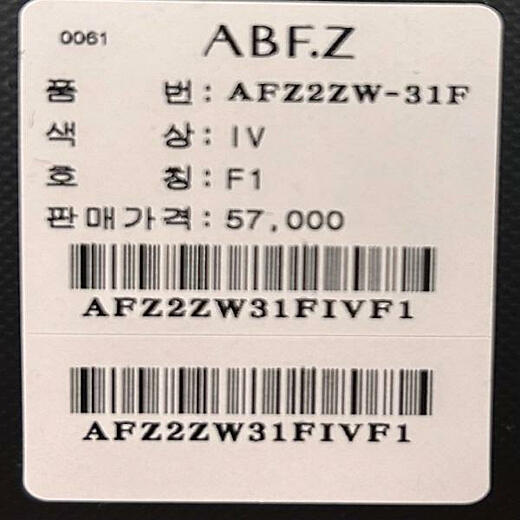 0061 ABF.Z
품 번 : AFZ2ZW-31F
색 상 : IV
호 칭 : F1
판매가격 : 57,000
AFZ2ZW31FIVF1
AFZ2ZW31FIVF1